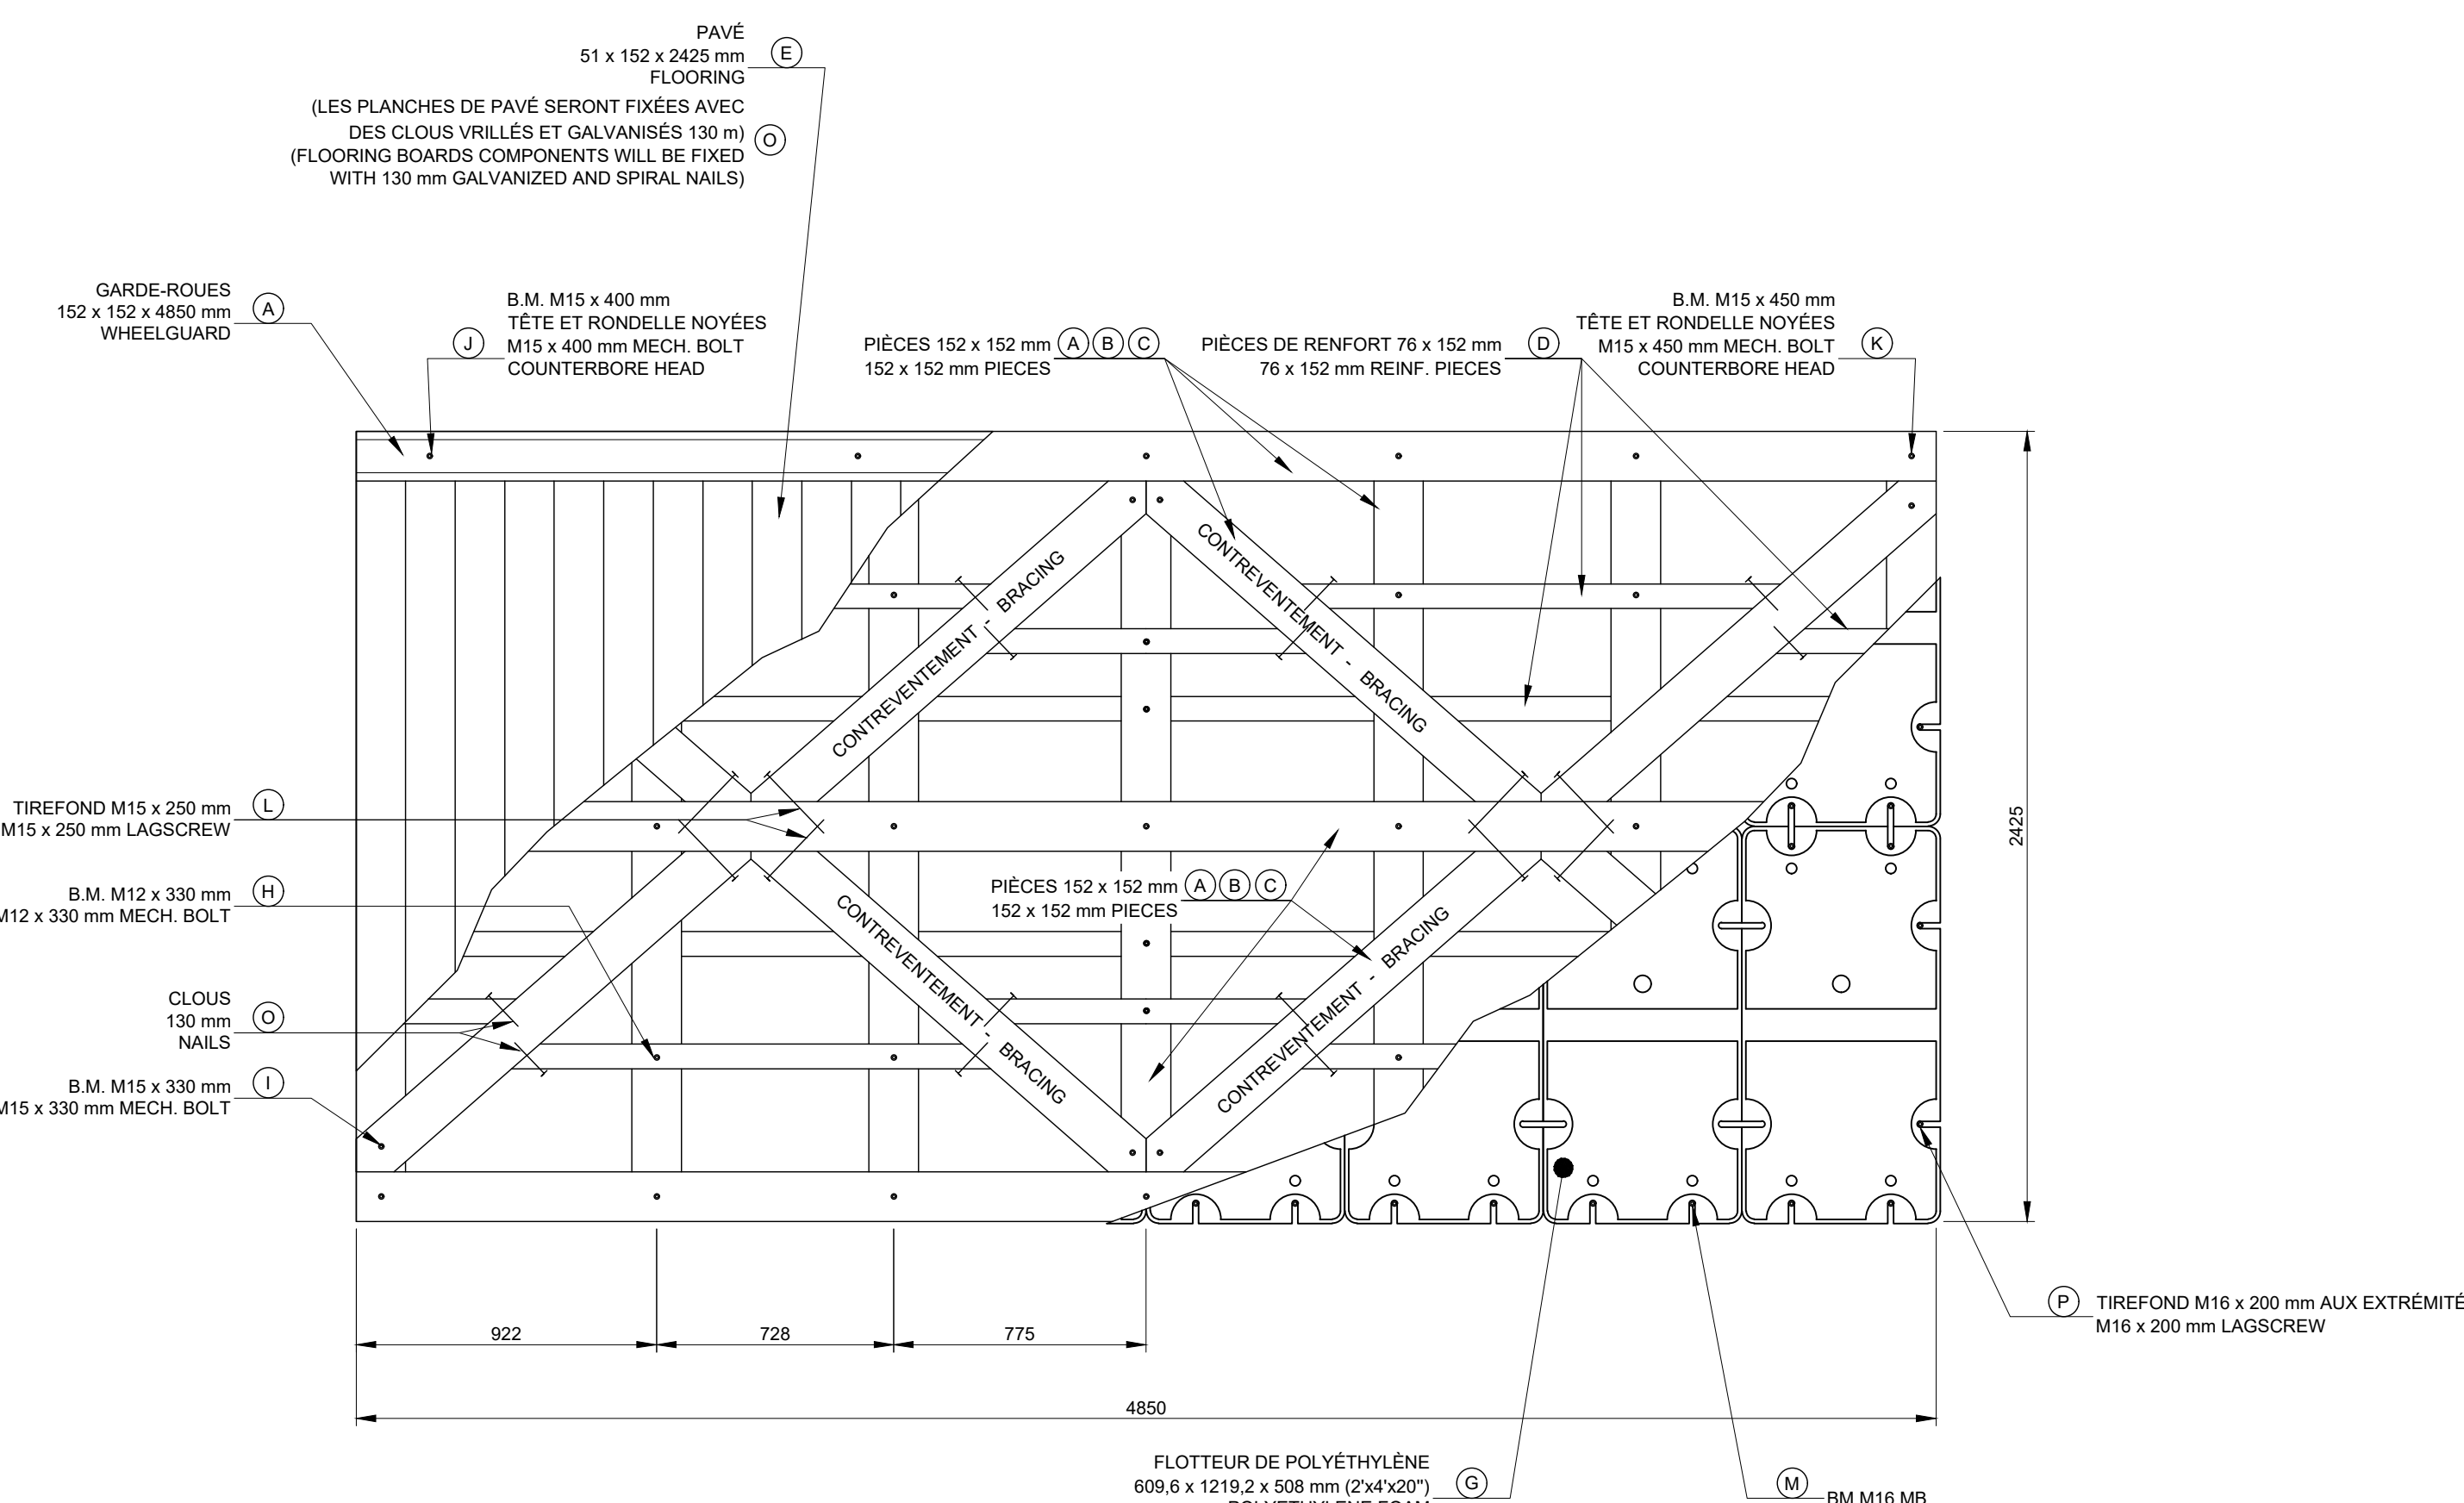 PAVÉ
51 x 152 x 2425 mm
FLOORING
E
(LES PLANCHES DE PAVÉ SERONT FIXÉES AVEC
DES CLOUS VRILLÉS ET GALVANISÉS 130 m)
(FLOORING BOARDS COMPONENTS WILL BE FIXED
WITH 130 mm GALVANIZED AND SPIRAL NAILS)
O
GARDE-ROUES
152 x 152 x 4850 mm
WHEELGUARD
A
J
B.M. M15 x 400 mm
TÊTE ET RONDELLE NOYÉES
M15 x 400 mm MECH. BOLT
COUNTERBORE HEAD
PIÈCES 152 x 152 mm
152 x 152 mm PIECES
A B C
PIÈCES DE RENFORT 76 x 152 mm
76 x 152 mm REINF. PIECES
D
B.M. M15 x 450 mm
TÊTE ET RONDELLE NOYÉES
M15 x 450 mm MECH. BOLT
COUNTERBORE HEAD
K
CONTREVENTEMENT - BRACING
CONTREVENTEMENT - BRACING
TIREFOND M15 x 250 mm
M15 x 250 mm LAGSCREW
L
2425
B.M. M12 x 330 mm
M12 x 330 mm MECH. BOLT
H
PIÈCES 152 x 152 mm
152 x 152 mm PIECES
A B C
CONTREVENTEMENT - BRACING
CONTREVENTEMENT - BRACING
CLOUS
130 mm
NAILS
O
B.M. M15 x 330 mm
M15 x 330 mm MECH. BOLT
I
922
728
775
P
TIREFOND M16 x 200 mm AUX EXTRÉMITÉ
M16 x 200 mm LAGSCREW
4850
FLOTTEUR DE POLYÉTHYLÈNE
609,6 x 1219,2 x 508 mm (2'x4'x20")
POLYETHYLENE FOAM
G
M
BM M16 MB